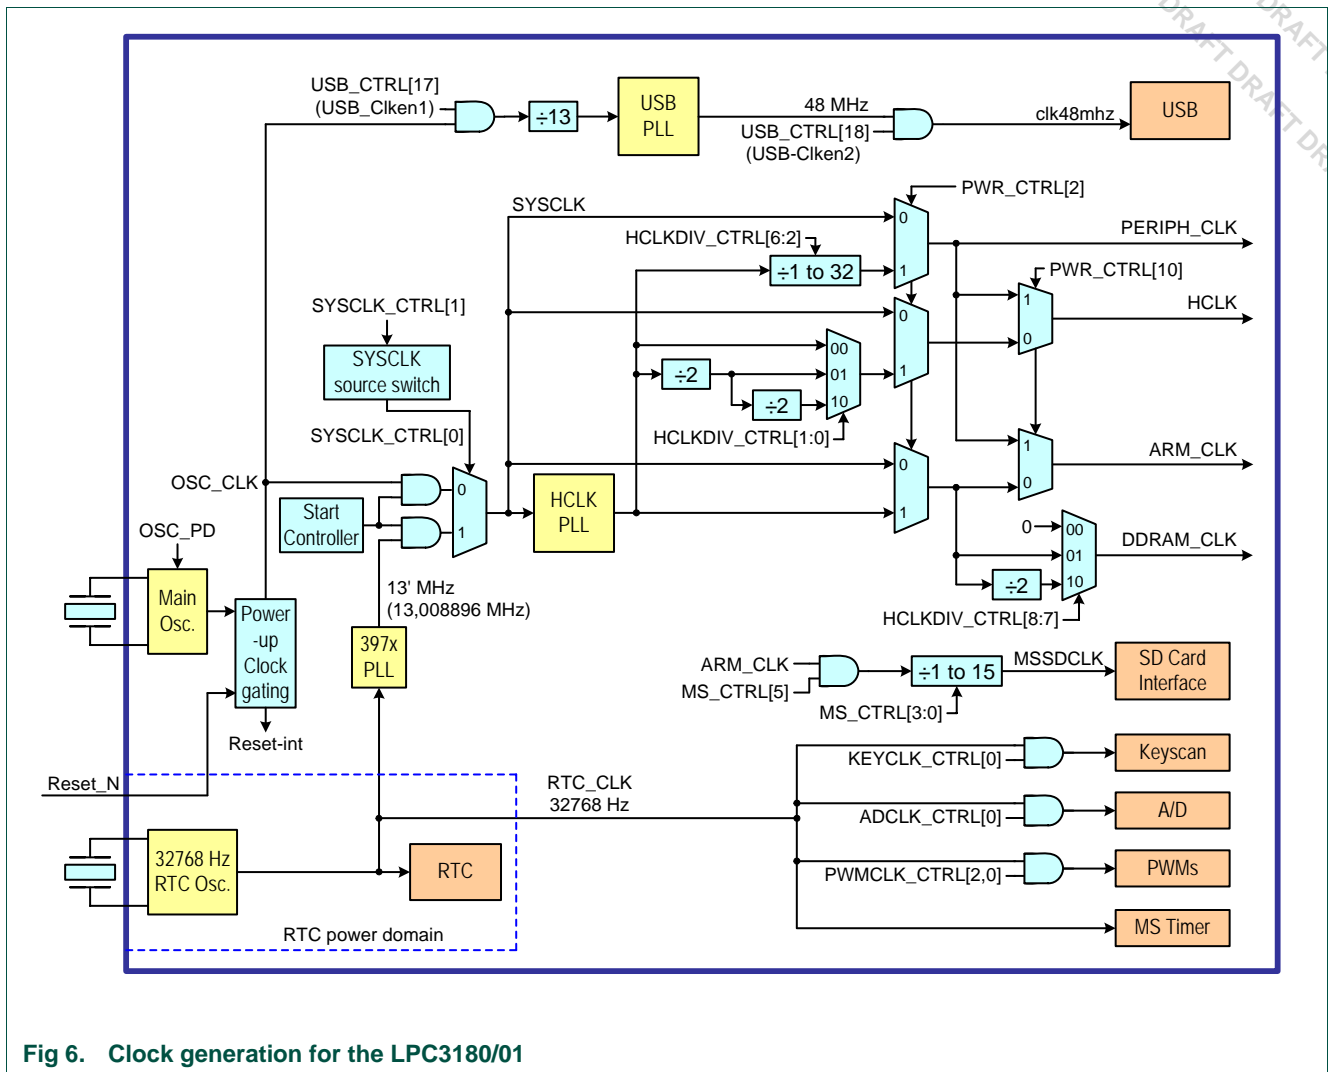 DRAFT DRAFT DRAFT
DRAFT
USB_CTRL[17]
(USB_Clken1)
÷13
USB
PLL
48 MHz
USB_CTRL[18]
(USB-Clken2)
clk48mhz
USB
PWR_CTRL[2]
SYSCLK
0
PERIPH_CLK
HCLKDIV_CTRL[6:2]
÷1 to 32
1
PWR_CTRL[10]
SYSCLK_CTRL[1]
0
1
HCLK
SYSCLK
source switch
00
0
÷2
01
1
÷2
10
SYSCLK_CTRL[0]
HCLKDIV_CTRL[1:0]
1
ARM_CLK
0
OSC_CLK
0
0
Start
Controller
HCLK
PLL
1
1
OSC_PD
0
00
01
DDRAM_CLK
÷2
10
Main
Osc.
13' MHz
(13,008896 MHz)
Power
-up
Clock
gating
HCLKDIV_CTRL[8:7]
397x
PLL
ARM_CLK
MS_CTRL[5]
÷1 to 15
MSSDCLK
SD Card
Interface
MS_CTRL[3:0]
Reset-int
KEYCLK_CTRL[0]
Keyscan
Reset_N
RTC_CLK
32768 Hz
ADCLK_CTRL[0]
A/D
32768 Hz
RTC Osc.
RTC
PWMCLK_CTRL[2,0]
PWMs
RTC power domain
MS Timer
Fig 6. Clock generation for the LPC3180/01